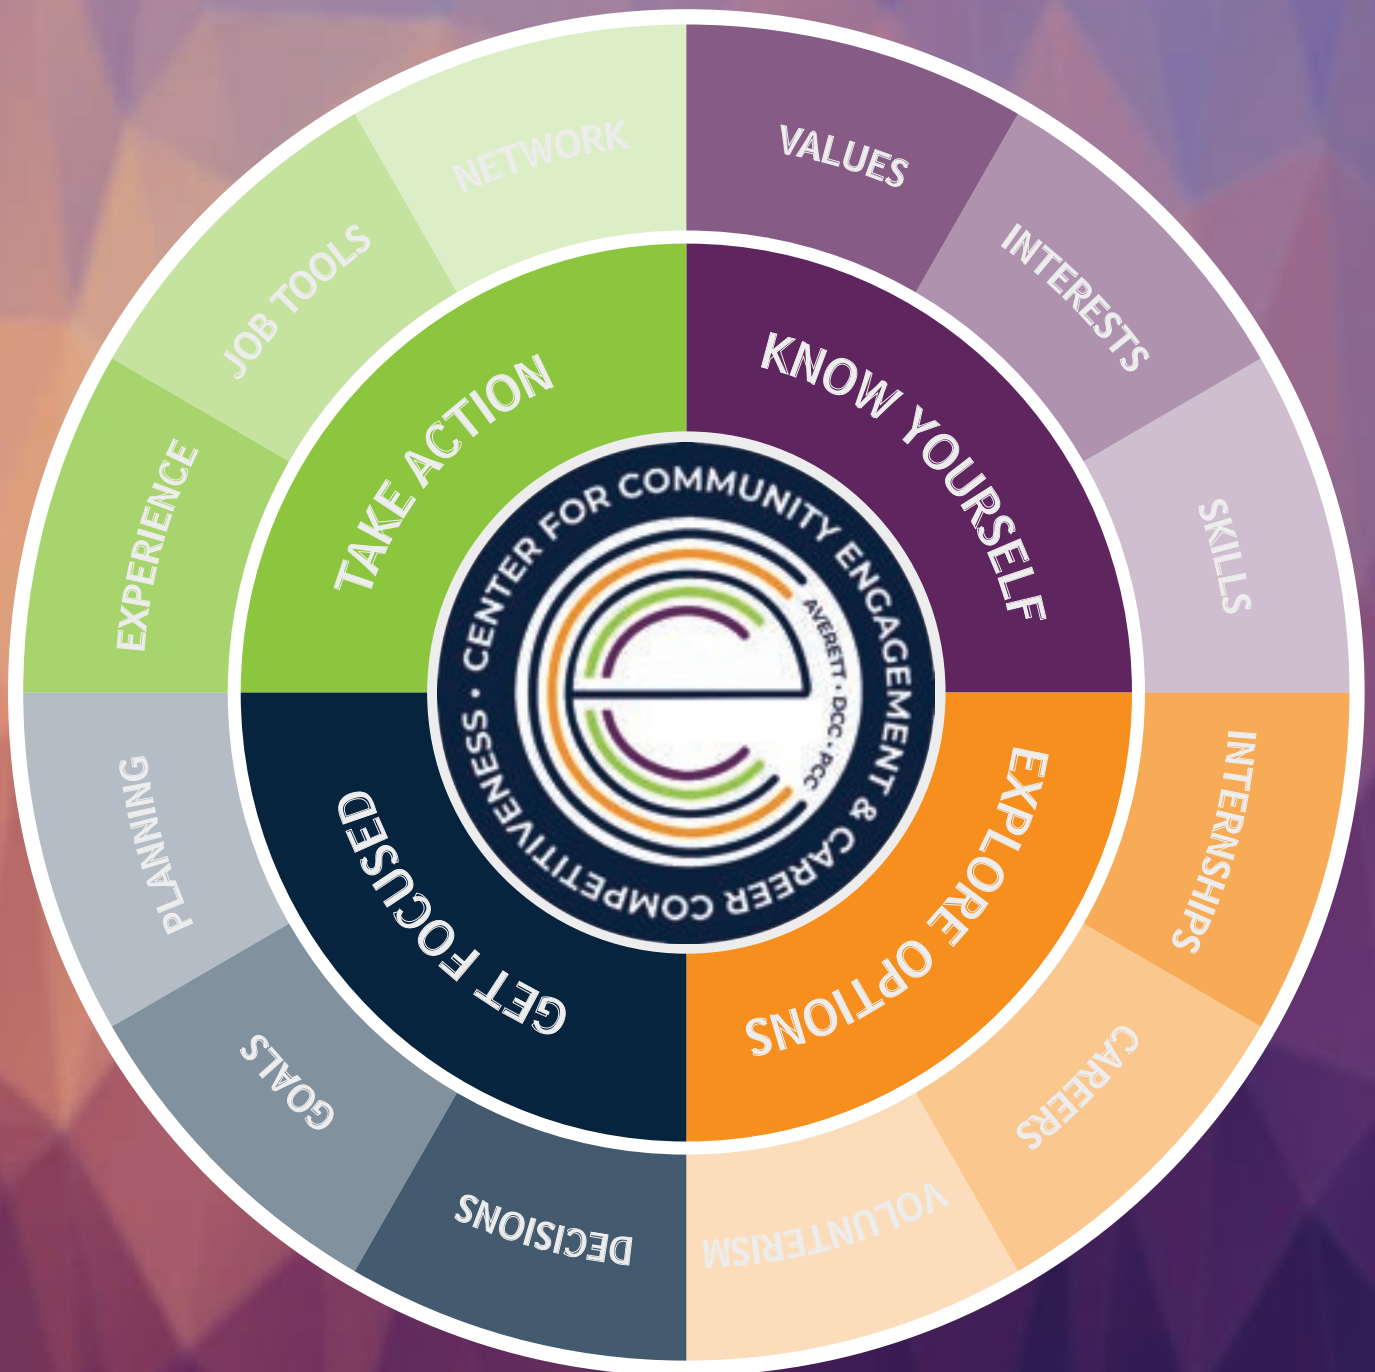 NETWORK
VALUES
INTERESTS
SKILLS
INTERNSHIPS
CAREERS
VOLUNTERISM
DECISIONS
GOALS
PLANNING
EXPERIENCE
JOB TOOLS
TAKE ACTION
KNOW YOURSELF
EXPLORE OPTIONS
GET FOCUSED
CENTER FOR COMMUNITY ENGAGEMENT & CAREER COMPETITIVENESS •
AVERETT • DCC • PCC
e